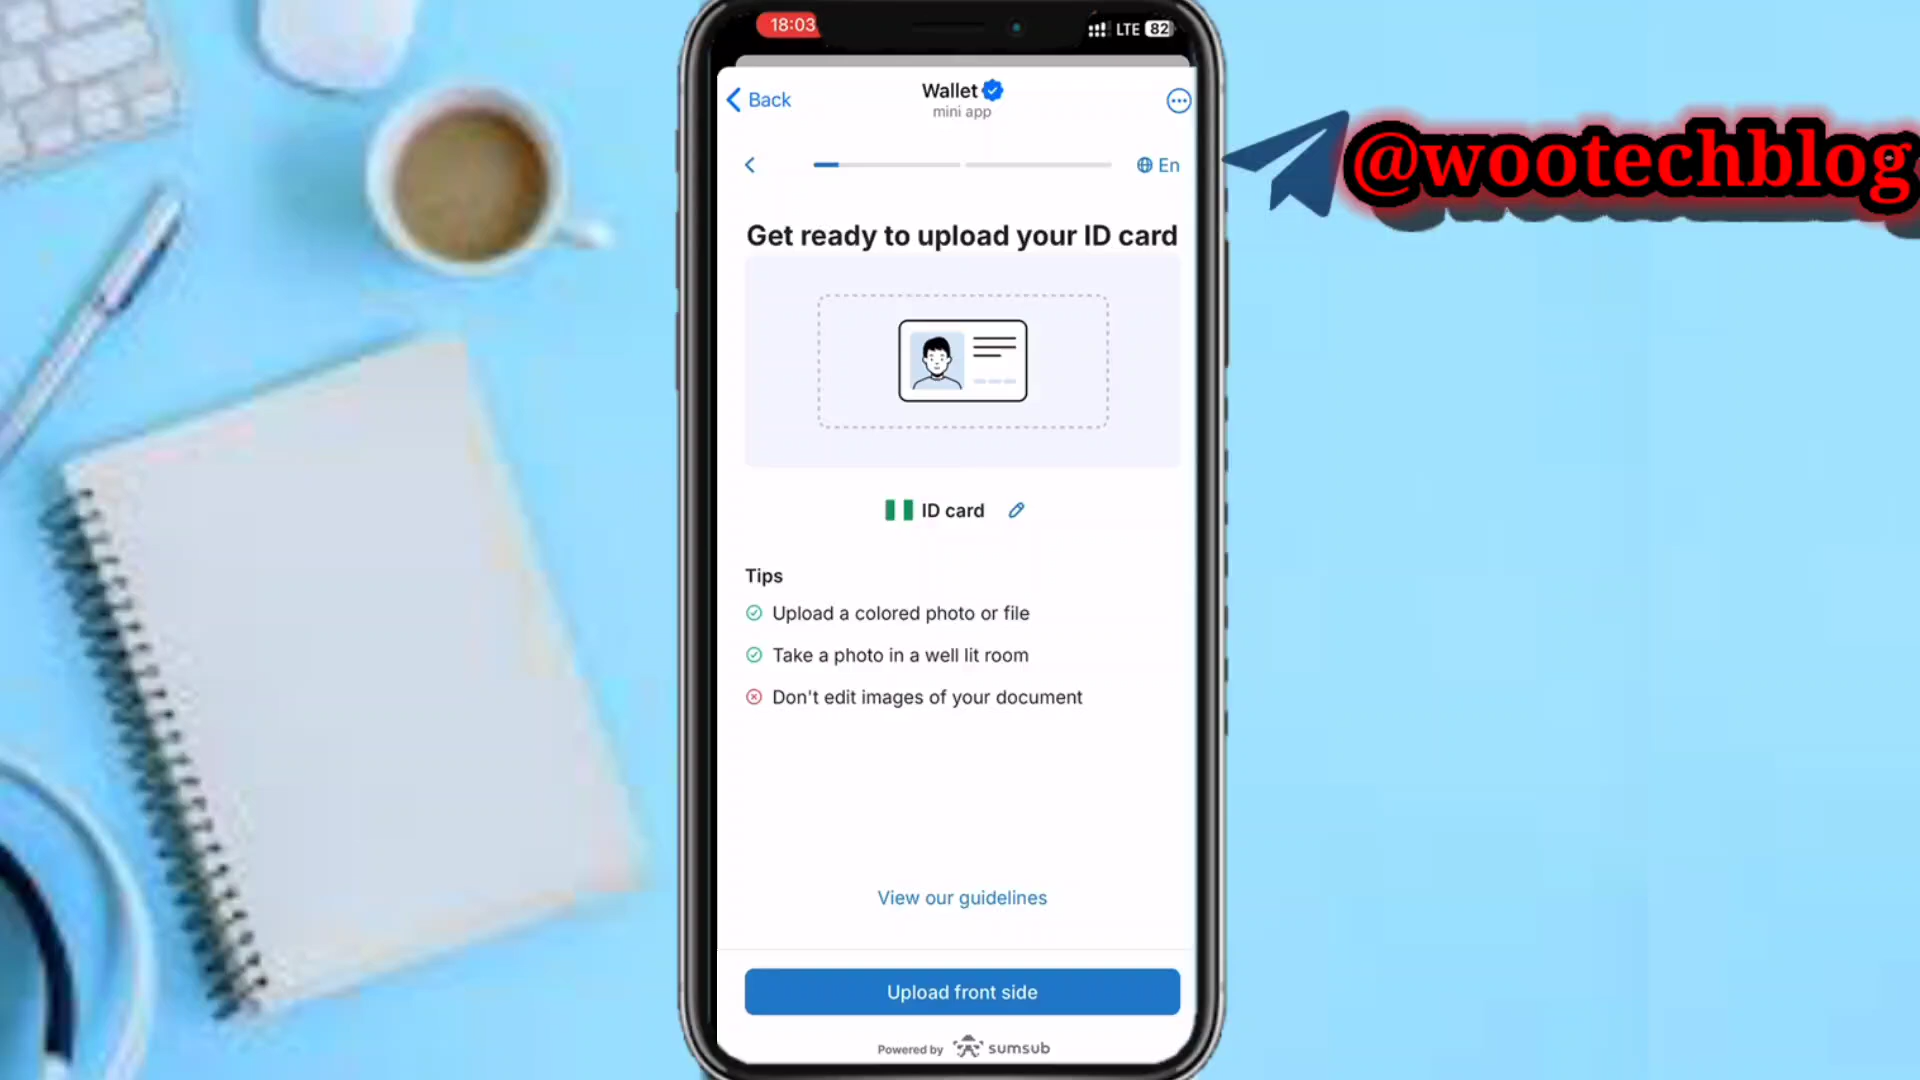 18:03
LTE 82
Back
Wallet
mini app
En
@wootechblog
Get ready to upload your ID card
ID card
Tips
Upload a colored photo or file
Take a photo in a well lit room
Don't edit images of your document
View our guidelines
Upload front side
Powered by sumsub